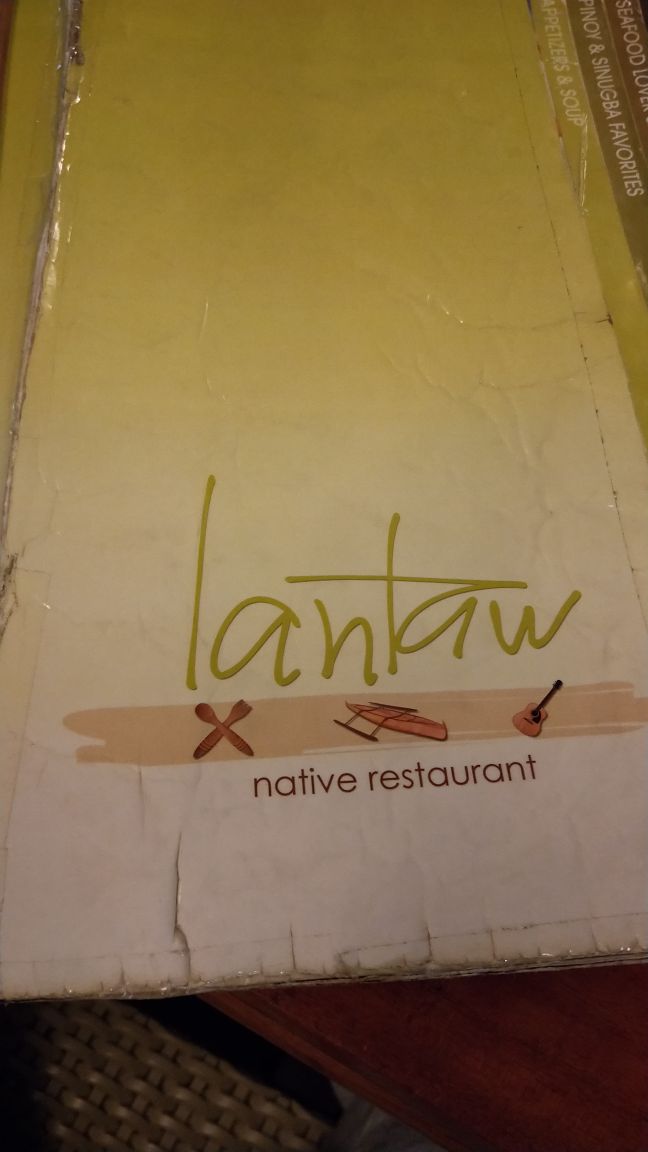 SEAFOOD LOVER'S
PINOY & SINUGBA FAVORITES
APPETIZERS & SOUP
lantaw
native restaurant